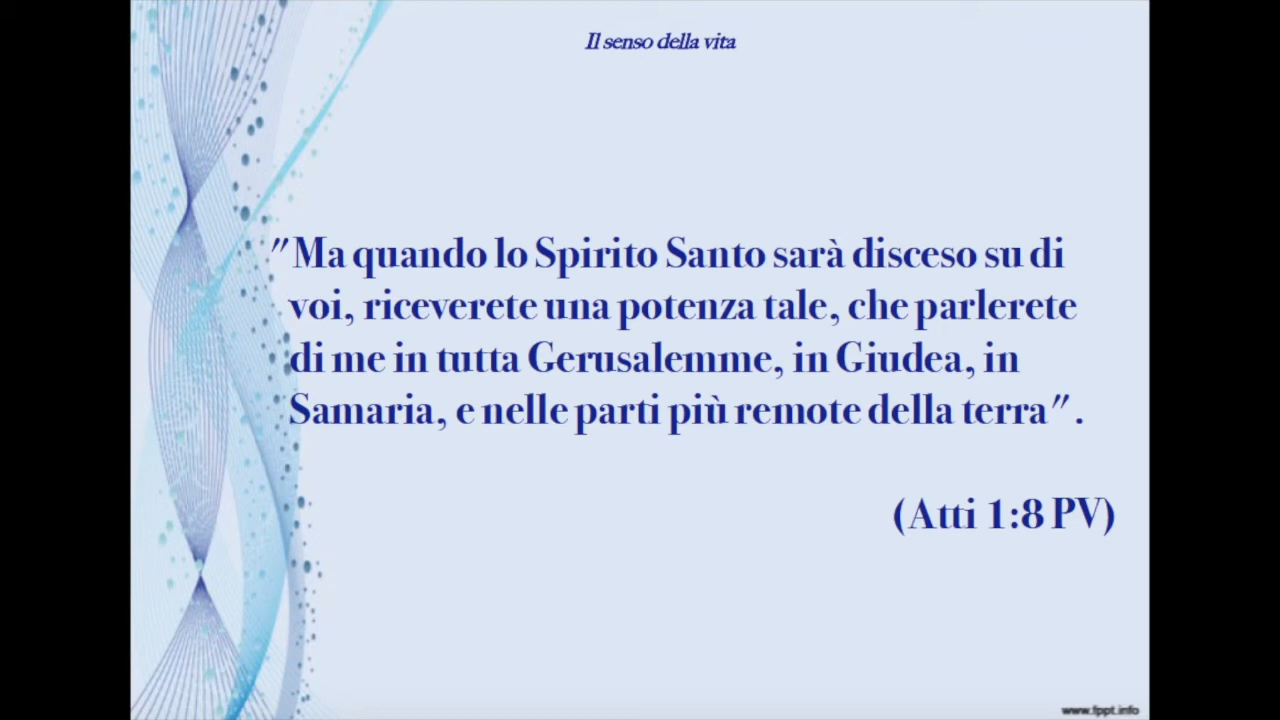 Il senso della vita
"Ma quando lo Spirito Santo sarà disceso su di
voi, riceverete una potenza tale, che parlerete
di me in tutta Gerusalemme, in Giudea, in
Samaria, e nelle parti più remote della terra".
(Atti 1:8 PV)
www.fppt.info